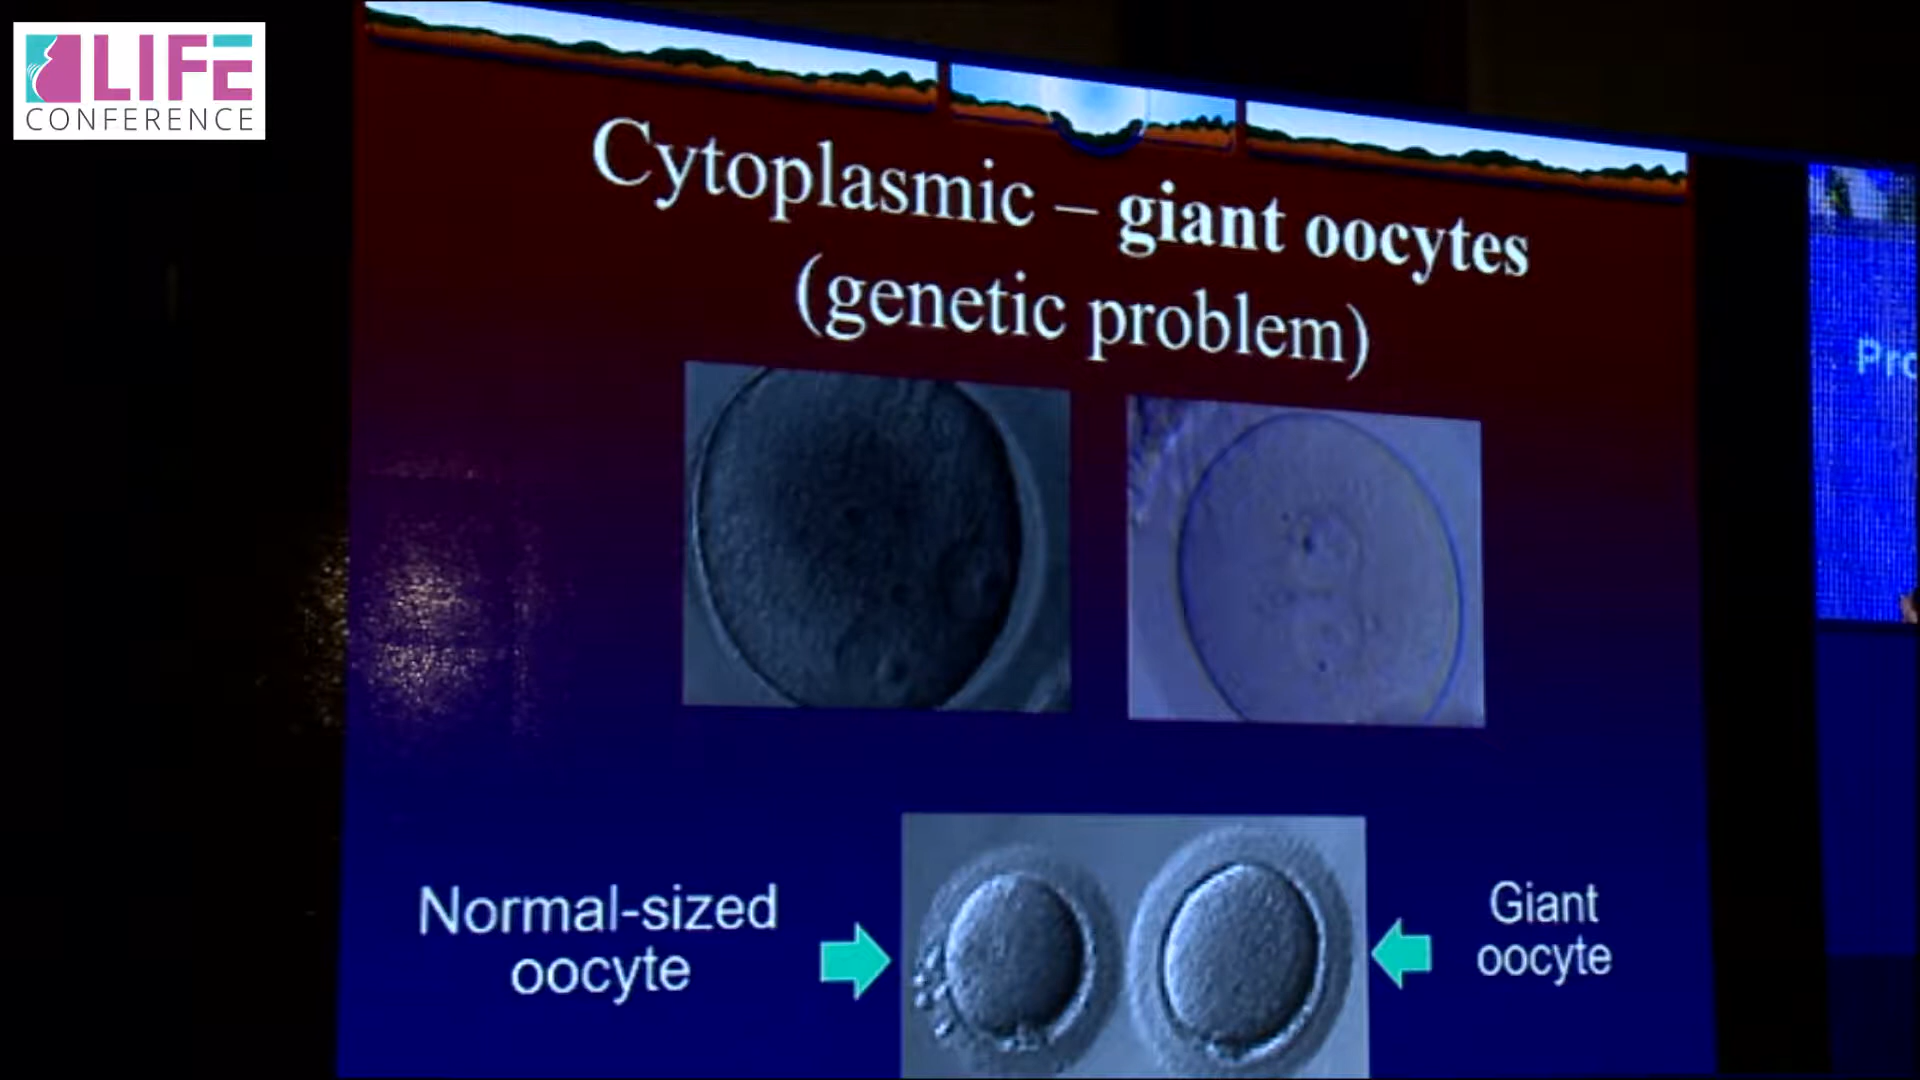 LIFE
CONFERENCE
Cytoplasmic – giant oocytes
(genetic problem)
Normal-sized
oocyte
Giant
oocyte